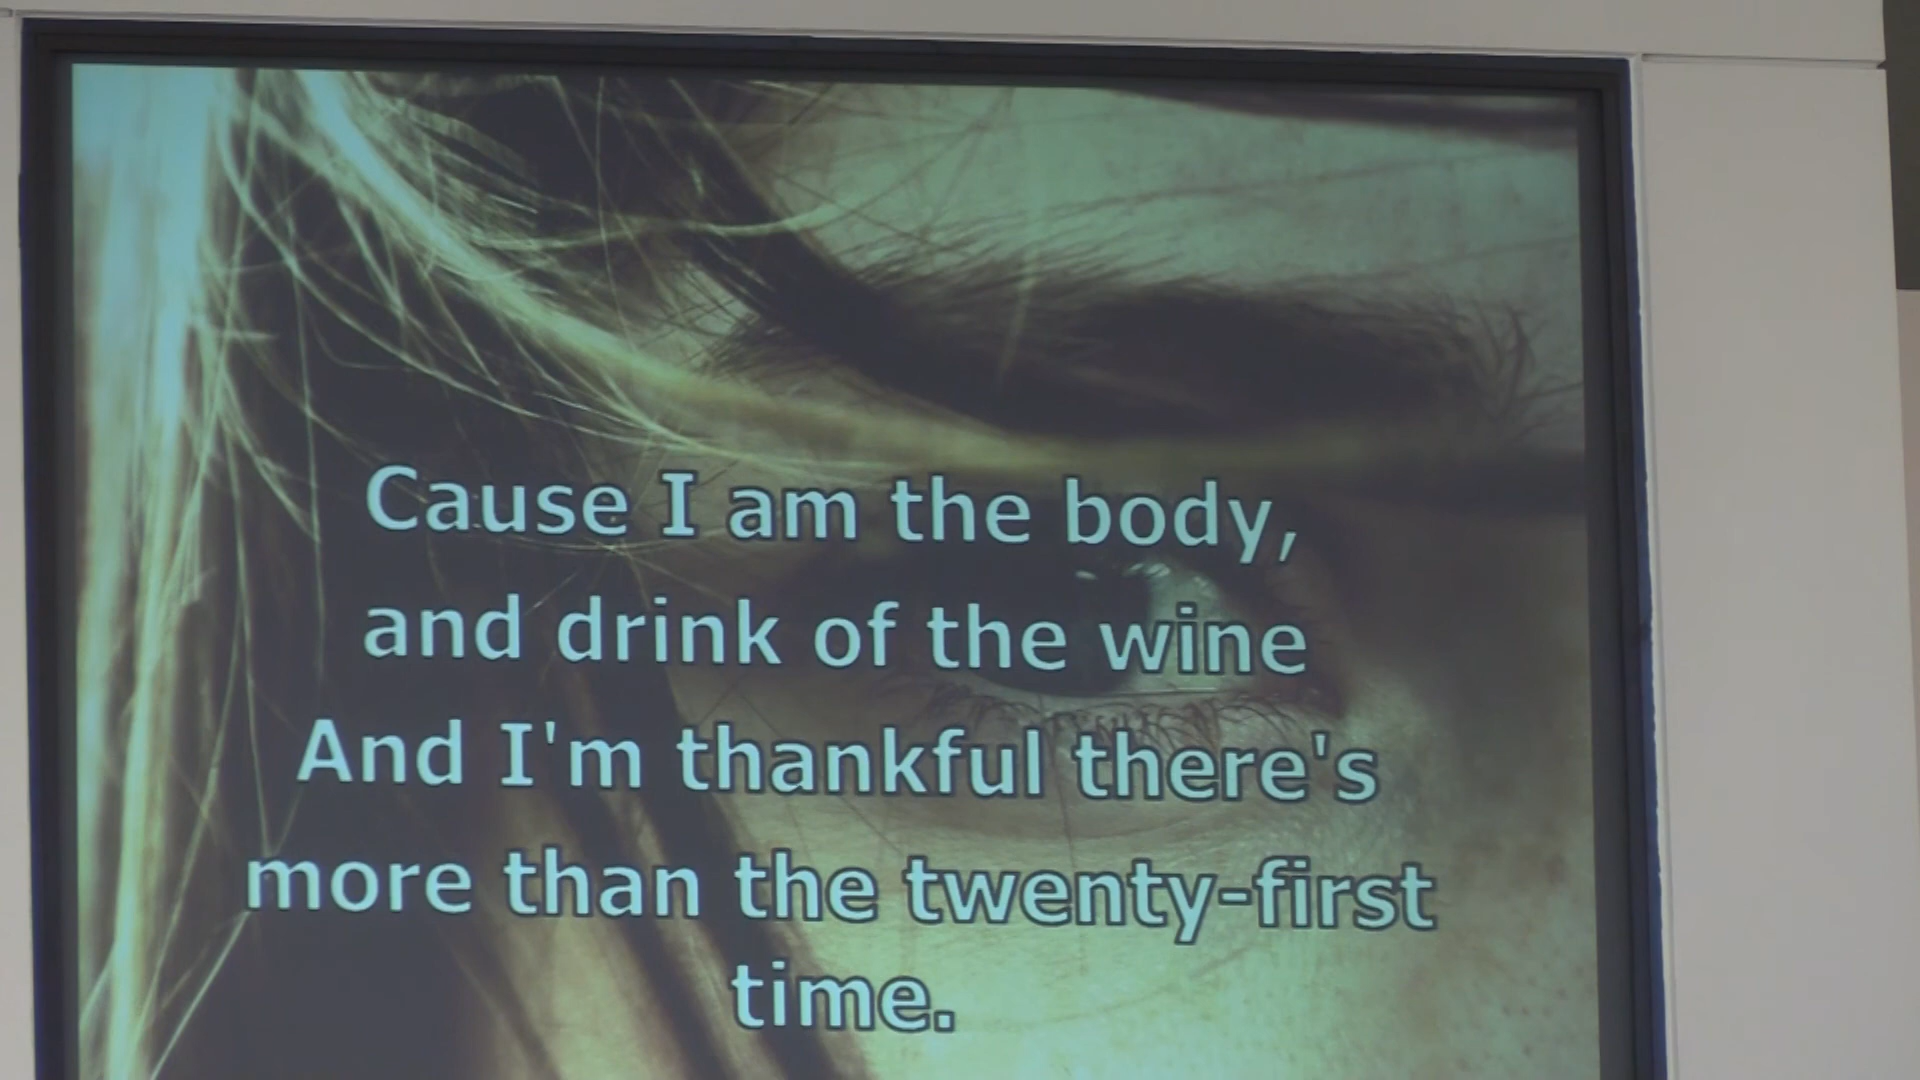 Cause I am the body,
and drink of the wine
And I'm thankful there's
more than the twenty-first
time.